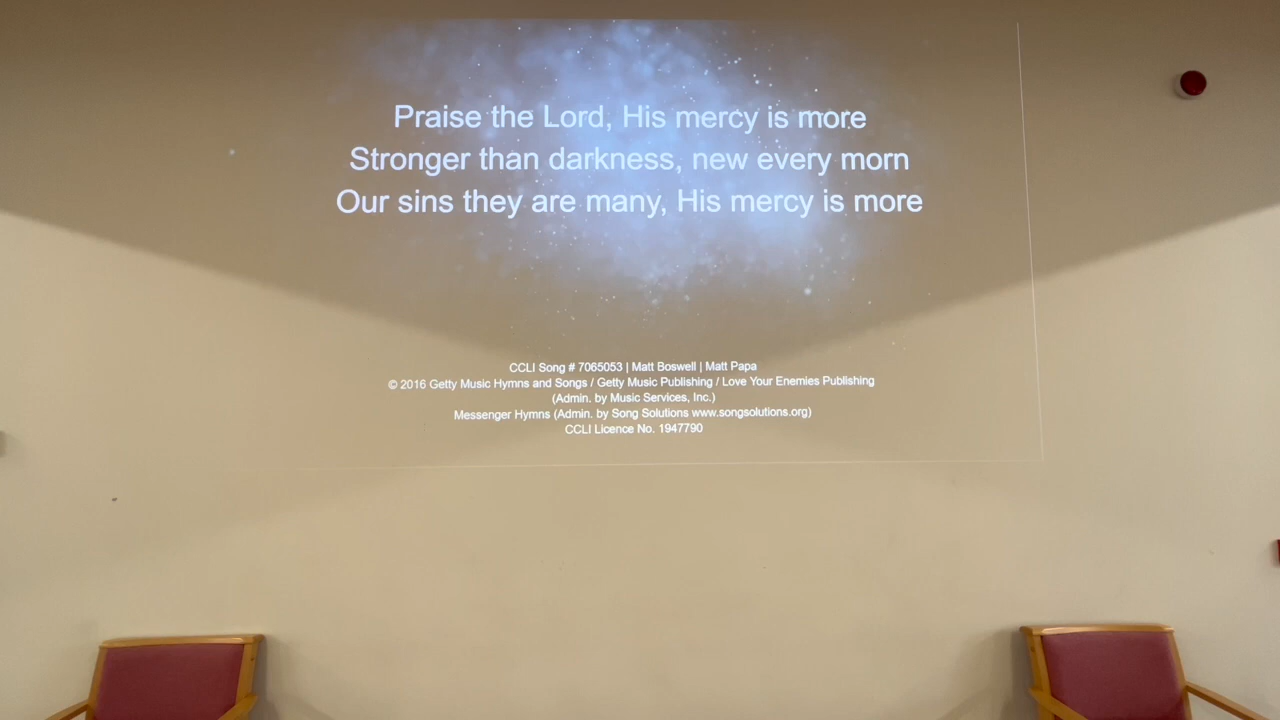 Praise the Lord, His mercy is more
Stronger than darkness, new every morn
Our sins they are many, His mercy is more
CCLI Song # 7065053 | Matt Boswell | Matt Papa
© 2016 Getty Music Hymns and Songs / Getty Music Publishing / Love Your Enemies Publishing
(Admin. by Music Services, Inc.)
Messenger Hymns (Admin. by Song Solutions www.songsolutions.org)
CCLI Licence No. 1947790